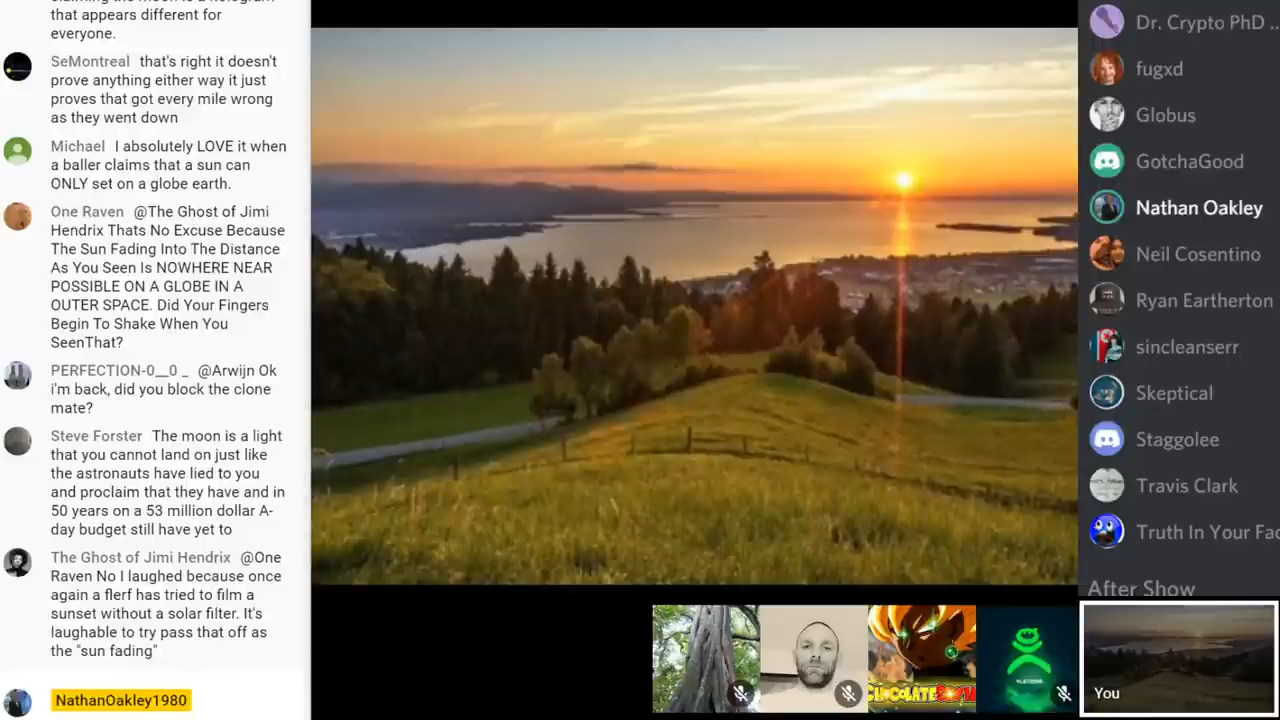 claiming the moon is a hologram
that appears different for
everyone.
SeMontreal that's right it doesn't
prove anything either way it just
proves that got every mile wrong
as they went down
Michael I absolutely LOVE it when
a baller claims that a sun can
ONLY set on a globe earth.
One Raven @The Ghost of Jimi
Hendrix Thats No Excuse Because
The Sun Fading Into The Distance
As You Seen Is NOWHERE NEAR
POSSIBLE ON A GLOBE IN A
OUTER SPACE. Did Your Fingers
Begin To Shake When You
SeenThat?
PERFECTION-0__0 _ @Arwijn Ok
i'm back, did you block the clone
mate?
Steve Forster The moon is a light
that you cannot land on just like
the astronauts have lied to you
and proclaim that they have and in
50 years on a 53 million dollar A-
day budget still have yet to
The Ghost of Jimi Hendrix @One
Raven No I laughed because once
again a flerf has tried to film a
sunset without a solar filter. It's
laughable to try pass that off as
the "sun fading"
NathanOakley1980
Dr. Crypto PhD ..
fugxd
Globus
GotchaGood
Nathan Oakley
Neil Cosentino
Ryan Eartherton
sincleanserr
Skeptical
Staggolee
Travis Clark
Truth In Your Fac
After Show
You